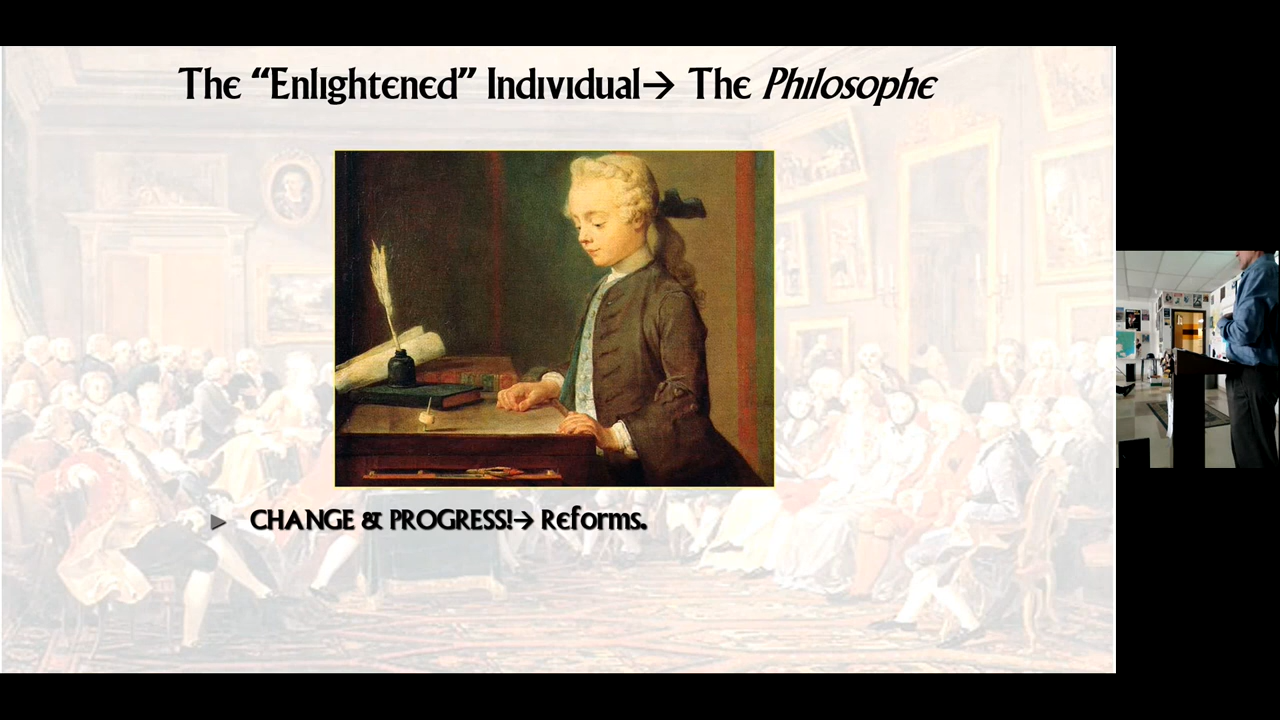 The “Enlightened” Individual→ The Philosophe
► CHANGE & PROGRESS!→ Reforms.